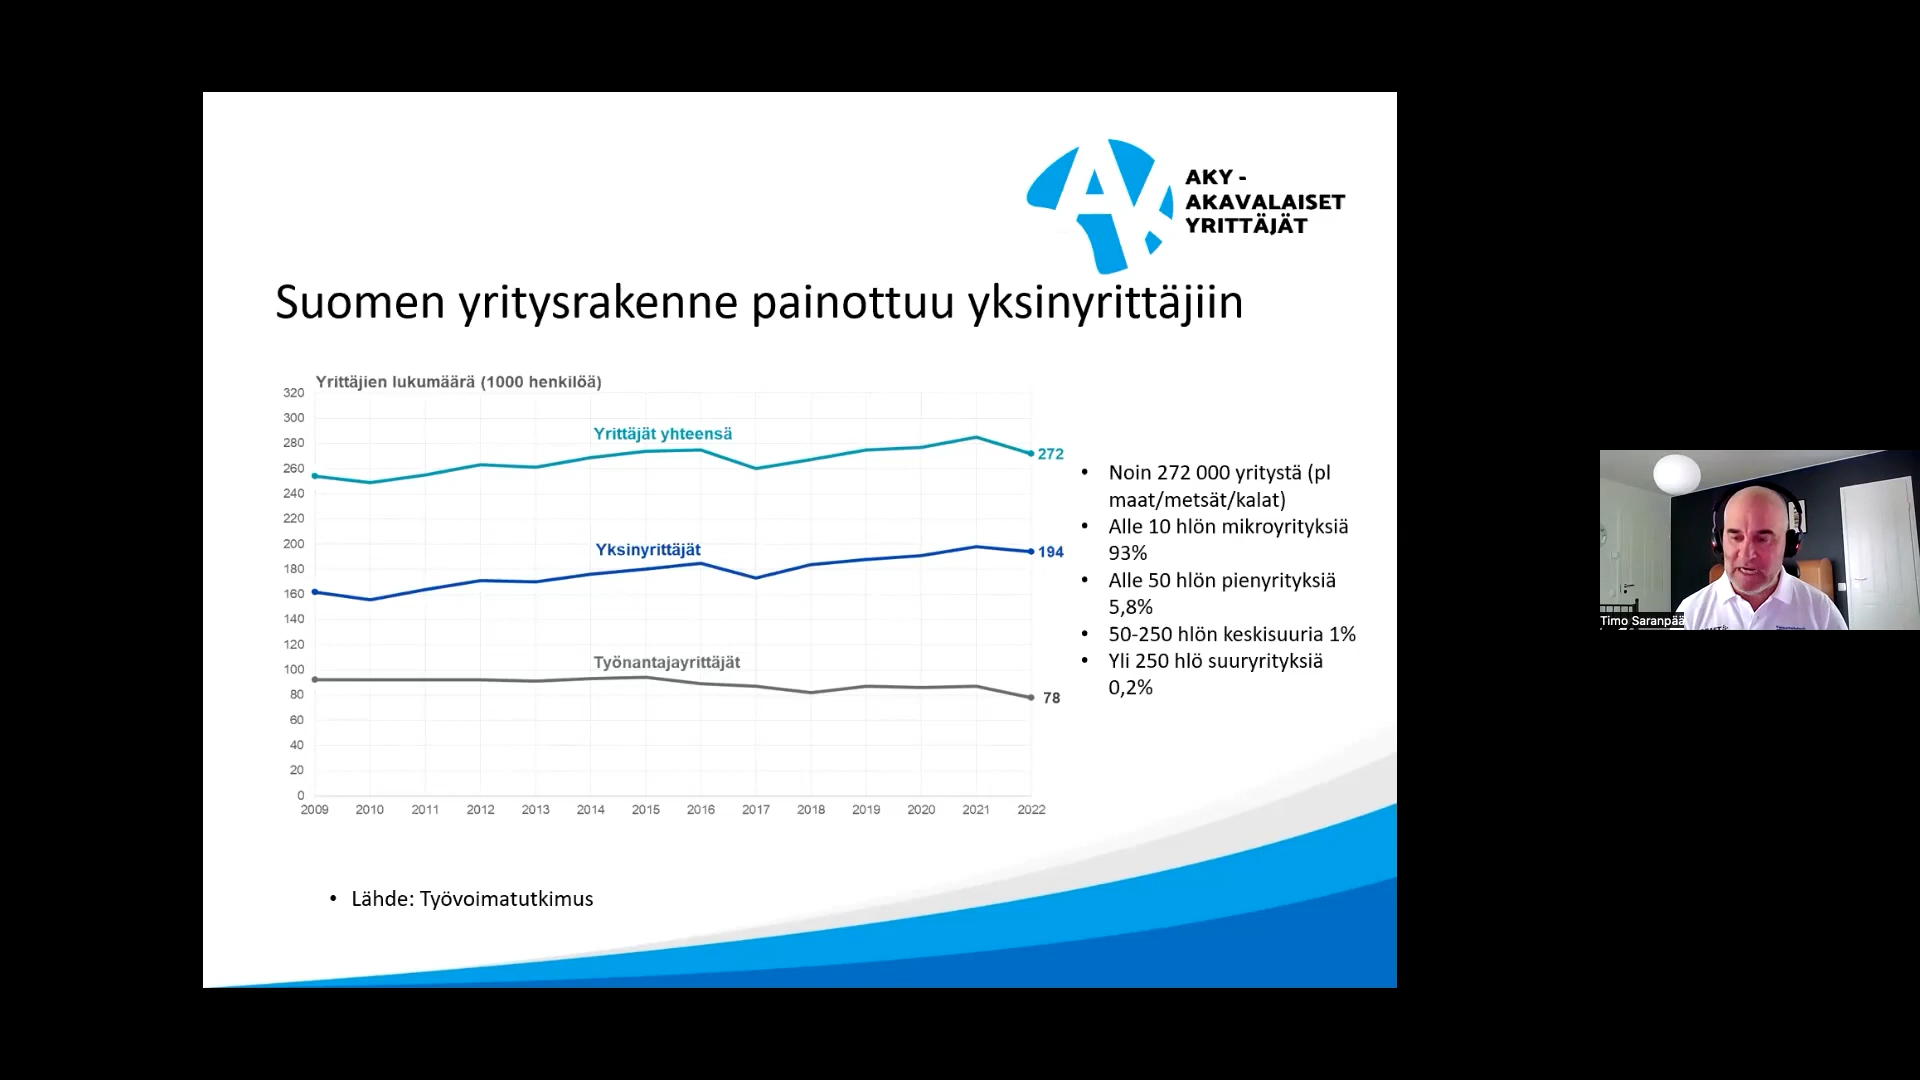 AKY -
AKAVALAISET
YRITTÄJÄT
Suomen yritysrakenne painottuu yksinyrittäjiin
Yrittäjien lukumäärä (1000 henkilöä)
320
300
280
260
240
220
200
180
160
140
120
100
80
60
40
20
0
2009 2010 2011 2012 2013 2014 2015 2016 2017 2018 2019 2020 2021 2022
Yrittäjät yhteensä
272
Yksinyrittäjät
194
Työnantajayrittäjät
78
• Noin 272 000 yritystä (pl
maat/metsät/kalat)
• Alle 10 hlön mikroyrityksiä
93%
• Alle 50 hlön pienyrityksiä
5,8%
• 50-250 hlön keskisuuria 1%
• Yli 250 hlö suuryrityksiä
0,2%
• Lähde: Työvoimatutkimus
Timo Saranpää